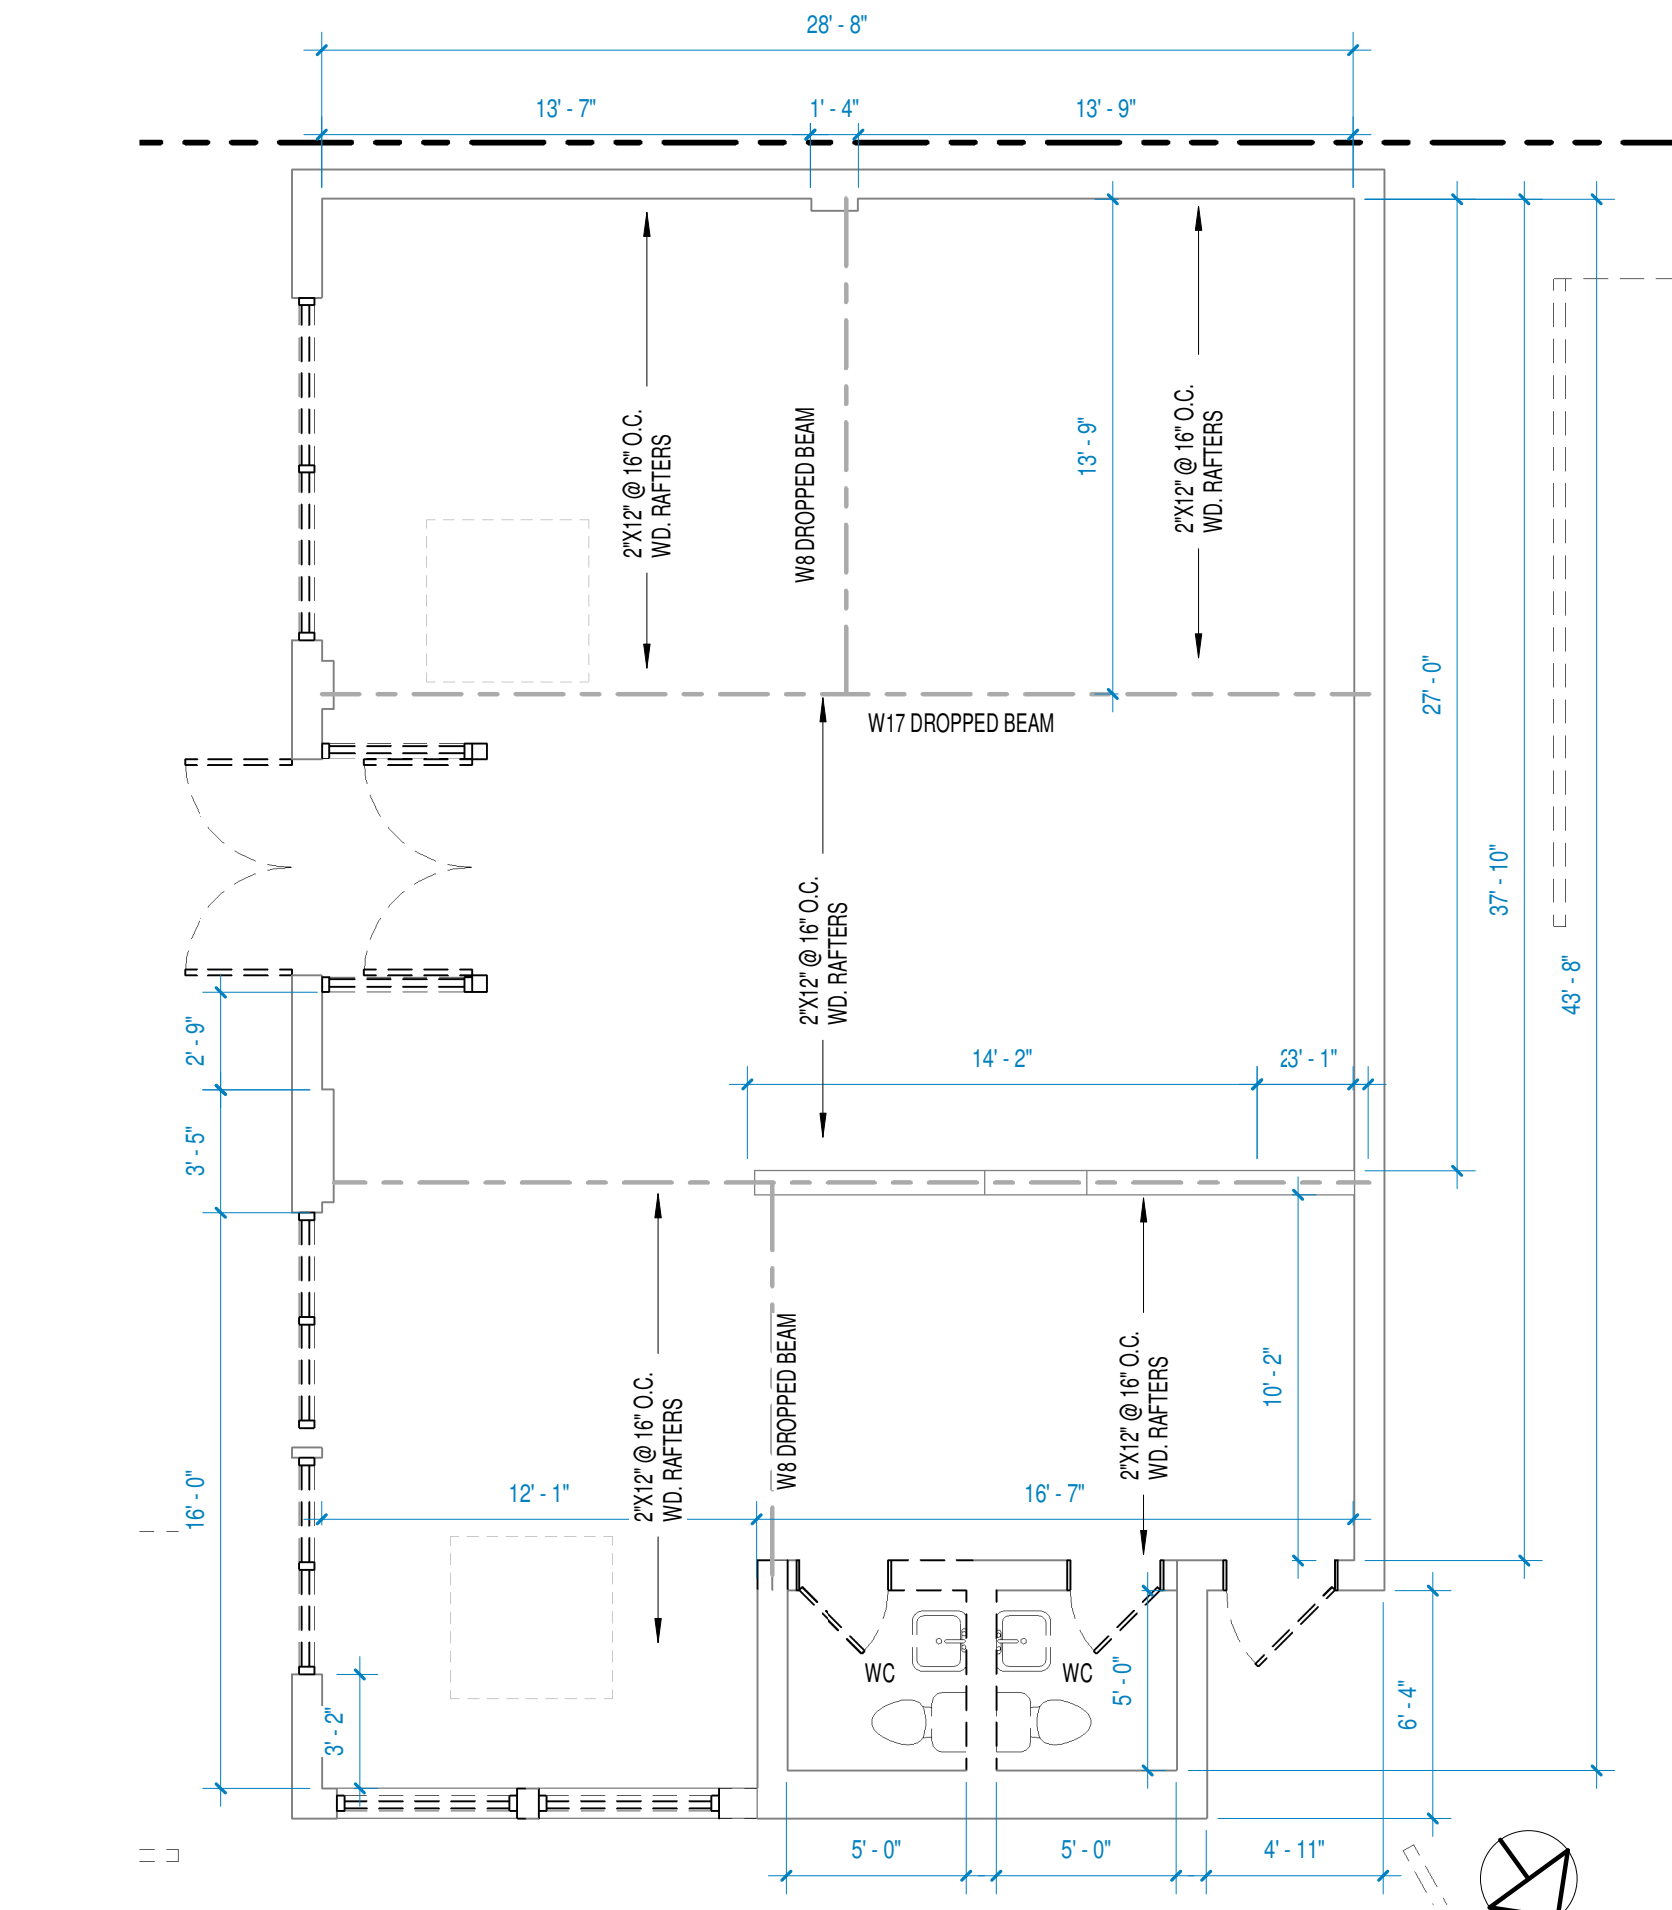 28' - 8"
13' - 7"
1' - 4"
13' - 9"
2"X12" @ 16" O.C.
WD. RAFTERS
W8 DROPPED BEAM
13' - 9"
2"X12" @ 16" O.C.
WD. RAFTERS
W17 DROPPED BEAM
27' - 0"
37' - 10"
43' - 8"
2"X12" @ 16" O.C.
WD. RAFTERS
2' - 9"
14' - 2"
3' - 1"
3' - 5"
W8 DROPPED BEAM
2"X12" @ 16" O.C.
WD. RAFTERS
2"X12" @ 16" O.C.
WD. RAFTERS
10' - 2"
16' - 0"
12' - 1"
16' - 7"
WC
WC
5' - 0"
6' - 4"
3' - 2"
5' - 0"
5' - 0"
4' - 11"